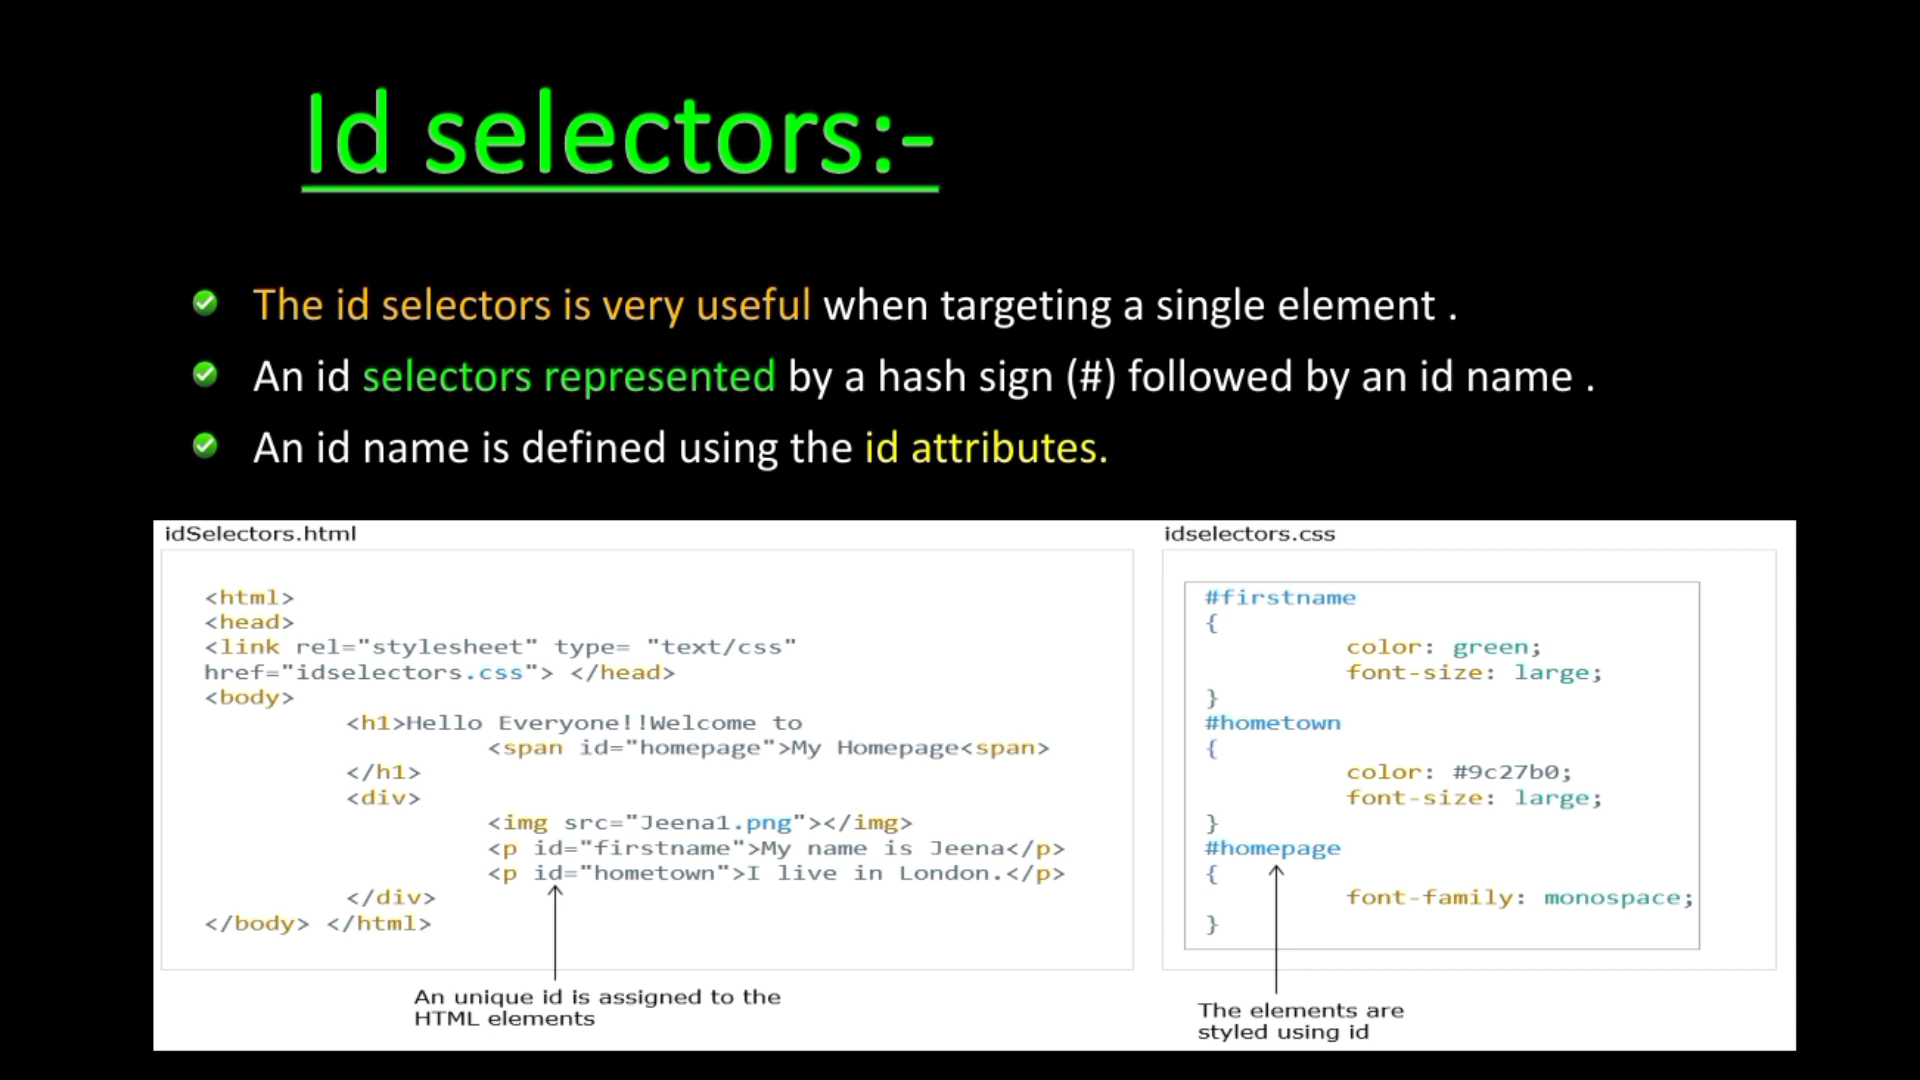 Id selectors:-
The id selectors is very useful when targeting a single element .
An id selectors represented by a hash sign (#) followed by an id name .
An id name is defined using the id attributes.
idSelectors.html
<html>
<head>
<link rel="stylesheet" type= "text/css"
href="idselectors.css"> </head>
<body>
<h1>Hello Everyone!!Welcome to
<span id="homepage">My Homepage<span>
</h1>
<div>
<img src="Jeena1.png"></img>
<p id="firstname">My name is Jeena</p>
<p id="hometown">I live in London.</p>
</div>
</body> </html>
An unique id is assigned to the
HTML elements
idselectors.css
#firstname
{
color: green;
font-size: large;
}
#hometown
{
color: #9c27b0;
font-size: large;
}
#homepage
{
font-family: monospace;
}
The elements are
styled using id